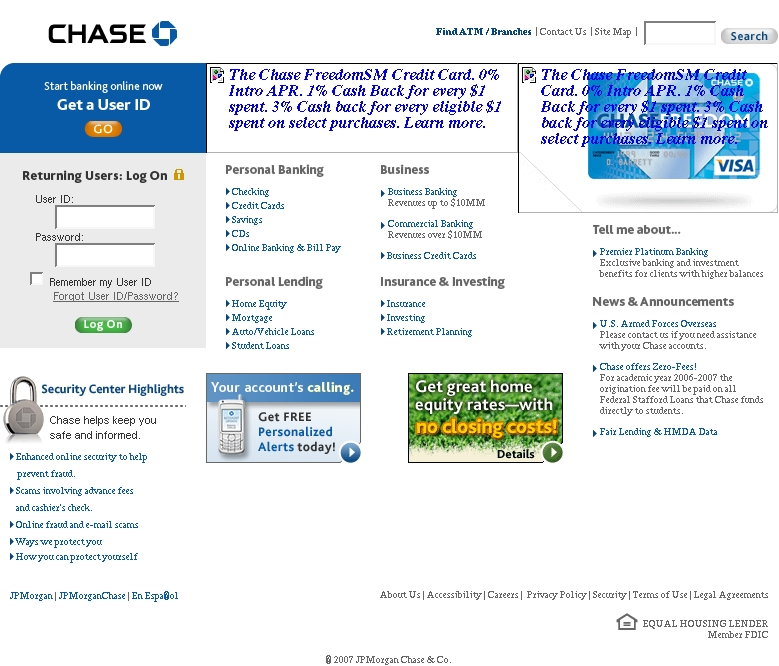 CHASE
Find ATM / Branches | Contact Us | Site Map |
Search
Start banking online now
Get a User ID
GO
The Chase FreedomSM Credit Card. 0%
Intro APR. 1% Cash Back for every $1
spent. 3% Cash back for every eligible $1
spent on select purchases. Learn more.
The Chase FreedomSM Credit
Card. 0% Intro APR. 1% Cash
Back for every $1 spent. 3% Cash
back for every eligible $1 spent on
select purchases. Learn more.
CHASE
CHASE FREEDOM
D. BARRETT
VISA
Returning Users: Log On
User ID:
Password:
Remember my User ID
Forgot User ID/Password?
Log On
Personal Banking
Checking
Credit Cards
Savings
CDs
Online Banking & Bill Pay
Personal Lending
Home Equity
Mortgage
Auto/Vehicle Loans
Student Loans
Business
Business Banking
Revenues up to $10MM
Commercial Banking
Revenues over $10MM
Business Credit Cards
Insurance & Investing
Insurance
Investing
Retirement Planning
Tell me about...
Premier Platinum Banking
Exclusive banking and investment
benefits for clients with higher balances
News & Announcements
U.S. Armed Forces Overseas
Please contact us if you need assistance
with your Chase accounts.
Chase offers Zero-Fees!
For academic year 2006-2007 the
origination fee will be paid on all
Federal Stafford Loans that Chase funds
directly to students.
Fair Lending & HMDA Data
Security Center Highlights
Chase helps keep you
safe and informed.
Enhanced online security to help
prevent fraud.
Scams involving advance fees
and cashier's check.
Online fraud and e-mail scams
Ways we protect you
How you can protect yourself
Your account's calling.
Get FREE
Personalized
Alerts today!
Get great home
equity rates—with
no closing costs!
Details
JPMorgan | JPMorganChase | En Espa�ol
About Us | Accessibility | Careers | Privacy Policy | Security | Terms of Use | Legal Agreements
EQUAL HOUSING LENDER
Member FDIC
� 2007 JPMorgan Chase & Co.